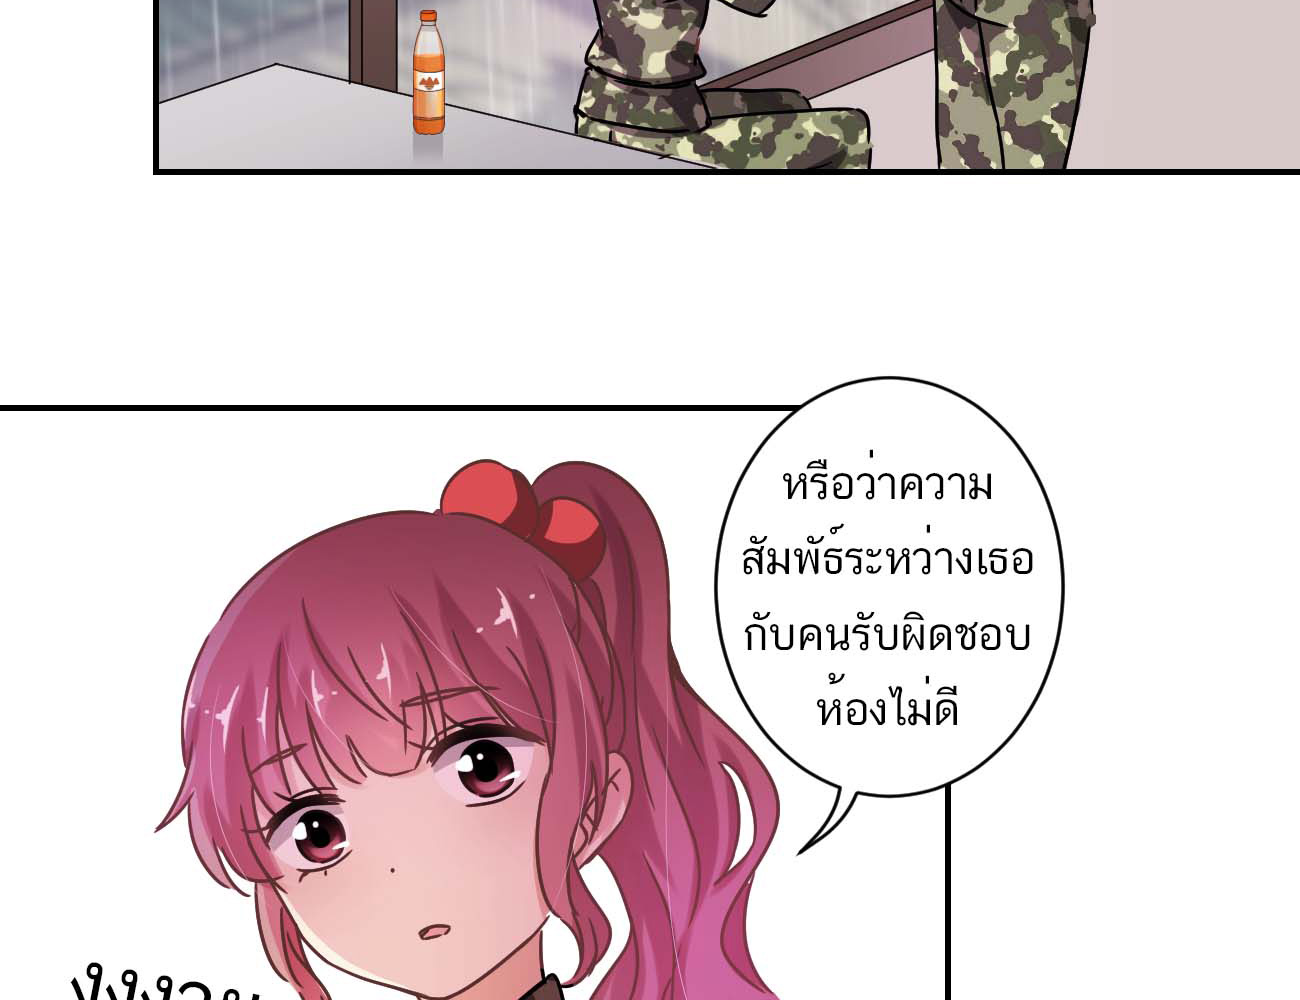 หรือว่าความ
สัมพัธ์ระหว่างเธอ
กับคนรับผิดชอบ
ห้องไม่ดี